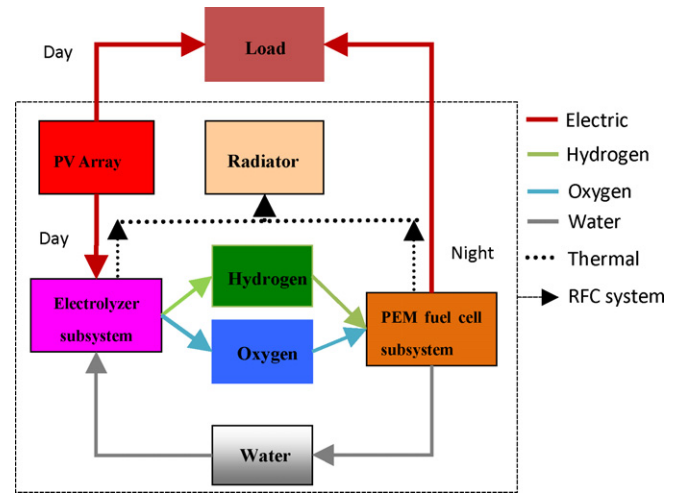 Day
Load
PV Array
Radiator
Electric
Hydrogen
Oxygen
Water
Thermal
RFC system
Day
Night
Electrolyzer
subsystem
Hydrogen
Oxygen
PEM fuel cell
subsystem
Water